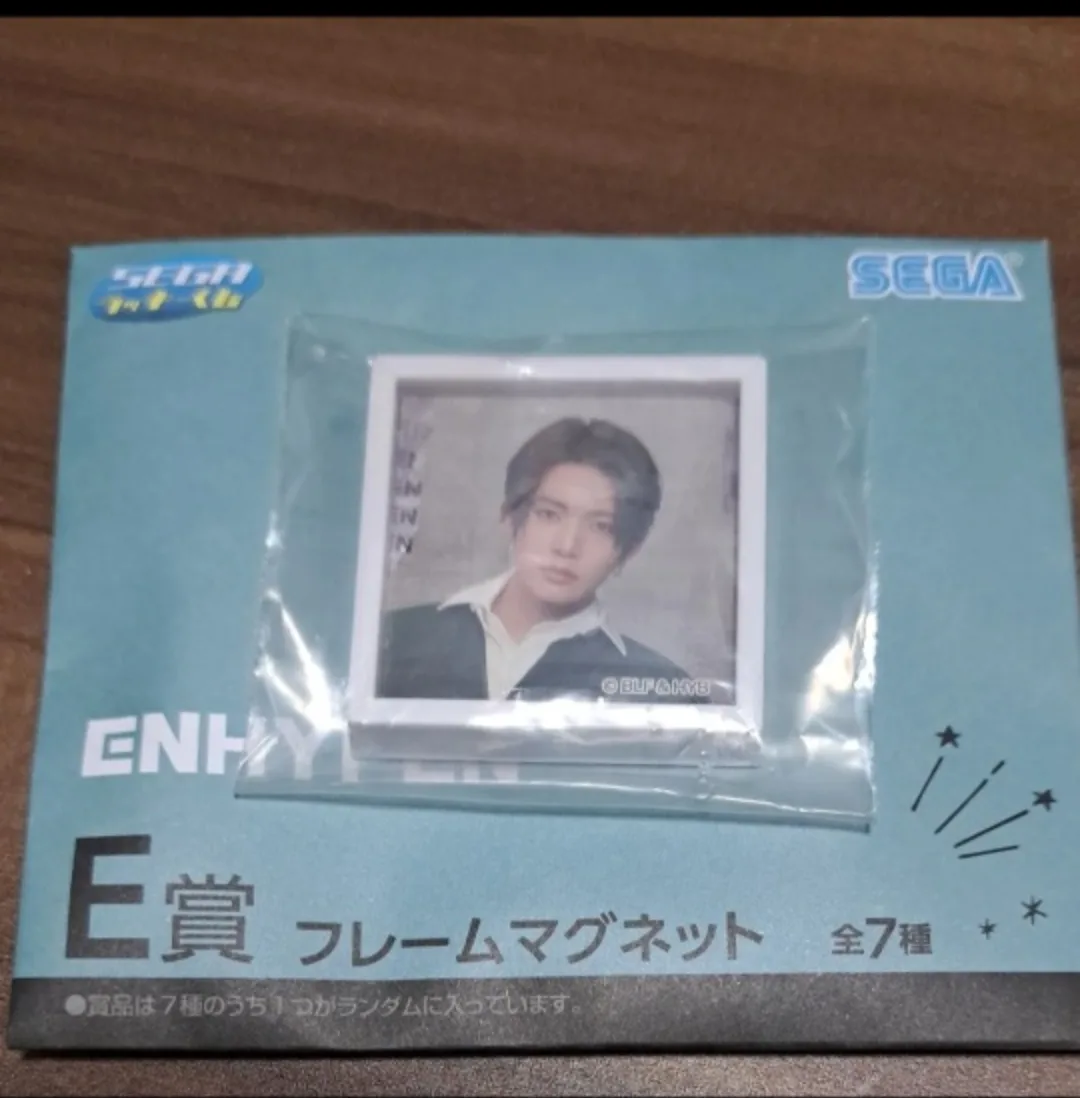 SEGA
ラッキーくじ
SEGA
© BLF & HYB
ENHYPEN
E賞
フレームマグネット
全7種
●賞品は7種のうち1つがランダムに入っています。